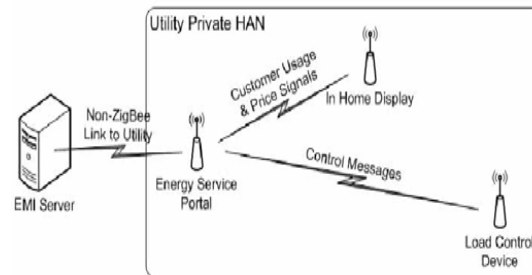 Utility Private HAN
Customer Usage
& Price Signals
In Home Display
Non-ZigBee
Link to Utility
Control Messages
EMI Server
Energy Service
Portal
Load Control
Device